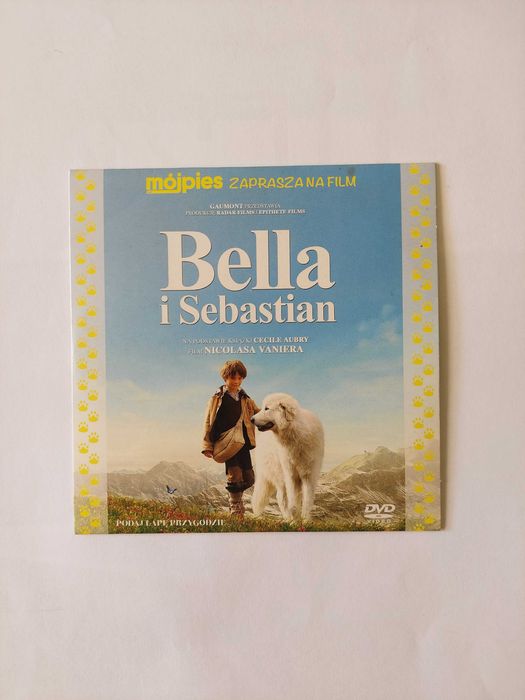 mójpies ZAPRASZA NA FILM
GAUMONT PRZEDSTAWIA
PRODUKCJĘ RADAR FILMS I EPITHETE FILMS
Bella
i Sebastian
NA PODSTAWIE KSIĄŻKI CECILE AUBRY
FILM NICOLASA VANIERA
PODAJ ŁAPĘ PRZYGODZIE
DVD
VIDEO